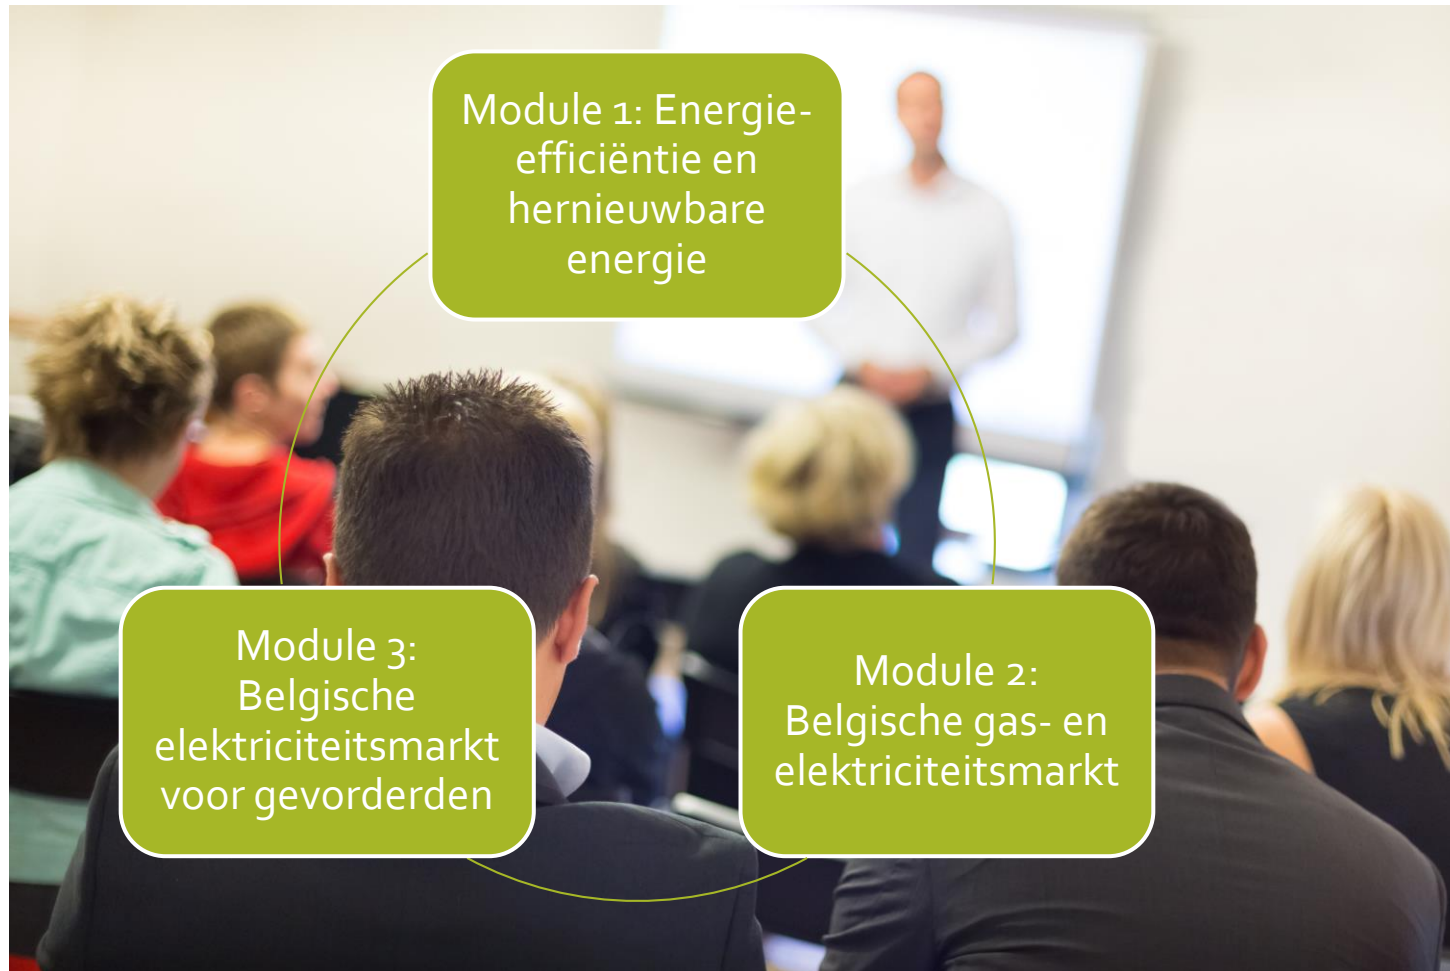 Module 1: Energie-
efficiëntie en
hernieuwbare
energie
Module 2:
Belgische gas- en
elektriciteitsmarkt
Module 3:
Belgische
elektriciteitsmarkt
voor gevorderden